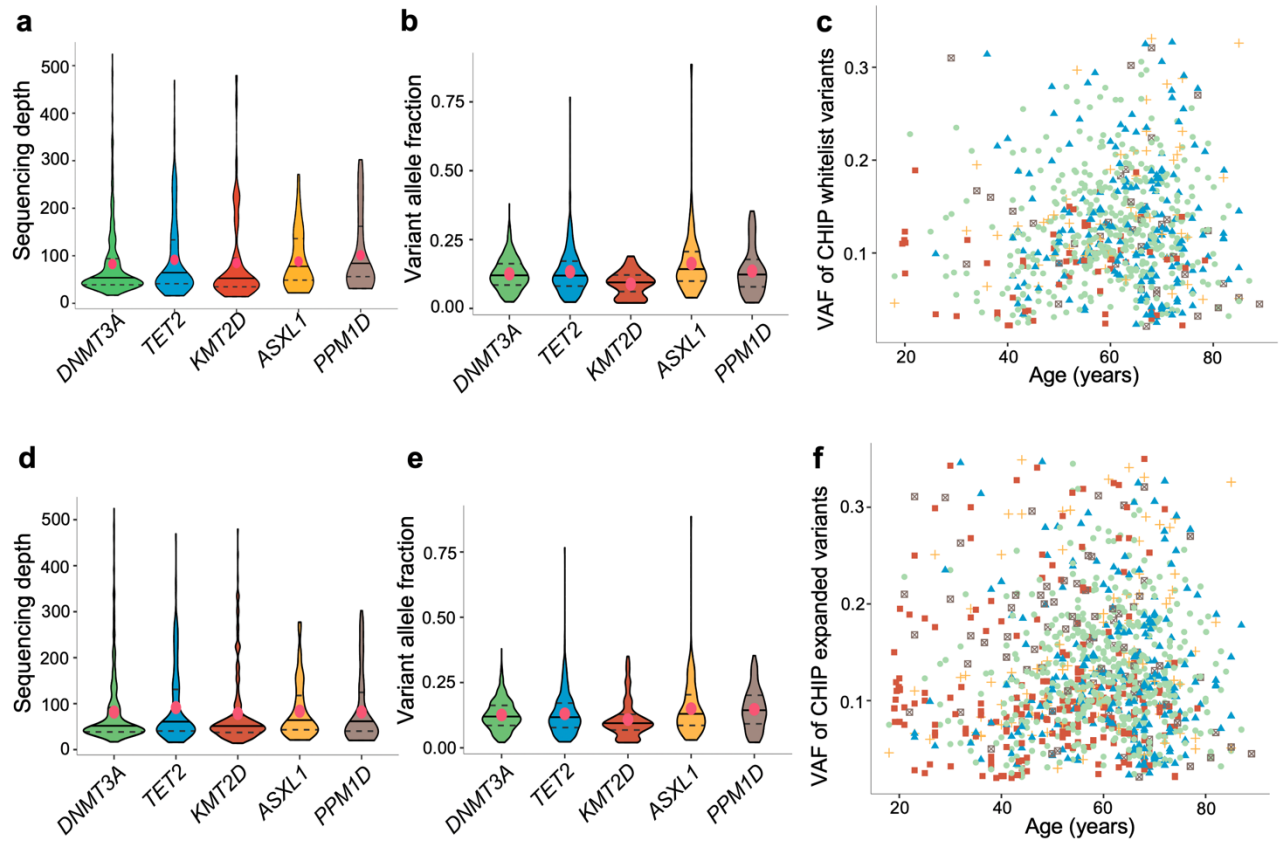 a
Sequencing depth
500
400
300
200
100
0
DNMT3A
TET2
KMT2D
ASXL1
PPM1D
b
Variant allele fraction
0.75
0.50
0.25
0.00
DNMT3A
TET2
KMT2D
ASXL1
PPM1D
c
VAF of CHIP whitelist variants
0.3
0.2
0.1
20
40
60
80
Age (years)
d
Sequencing depth
500
400
300
200
100
0
DNMT3A
TET2
KMT2D
ASXL1
PPM1D
e
Variant allele fraction
0.75
0.50
0.25
0.00
DNMT3A
TET2
KMT2D
ASXL1
PPM1D
f
VAF of CHIP expanded variants
0.3
0.2
0.1
20
40
60
80
Age (years)